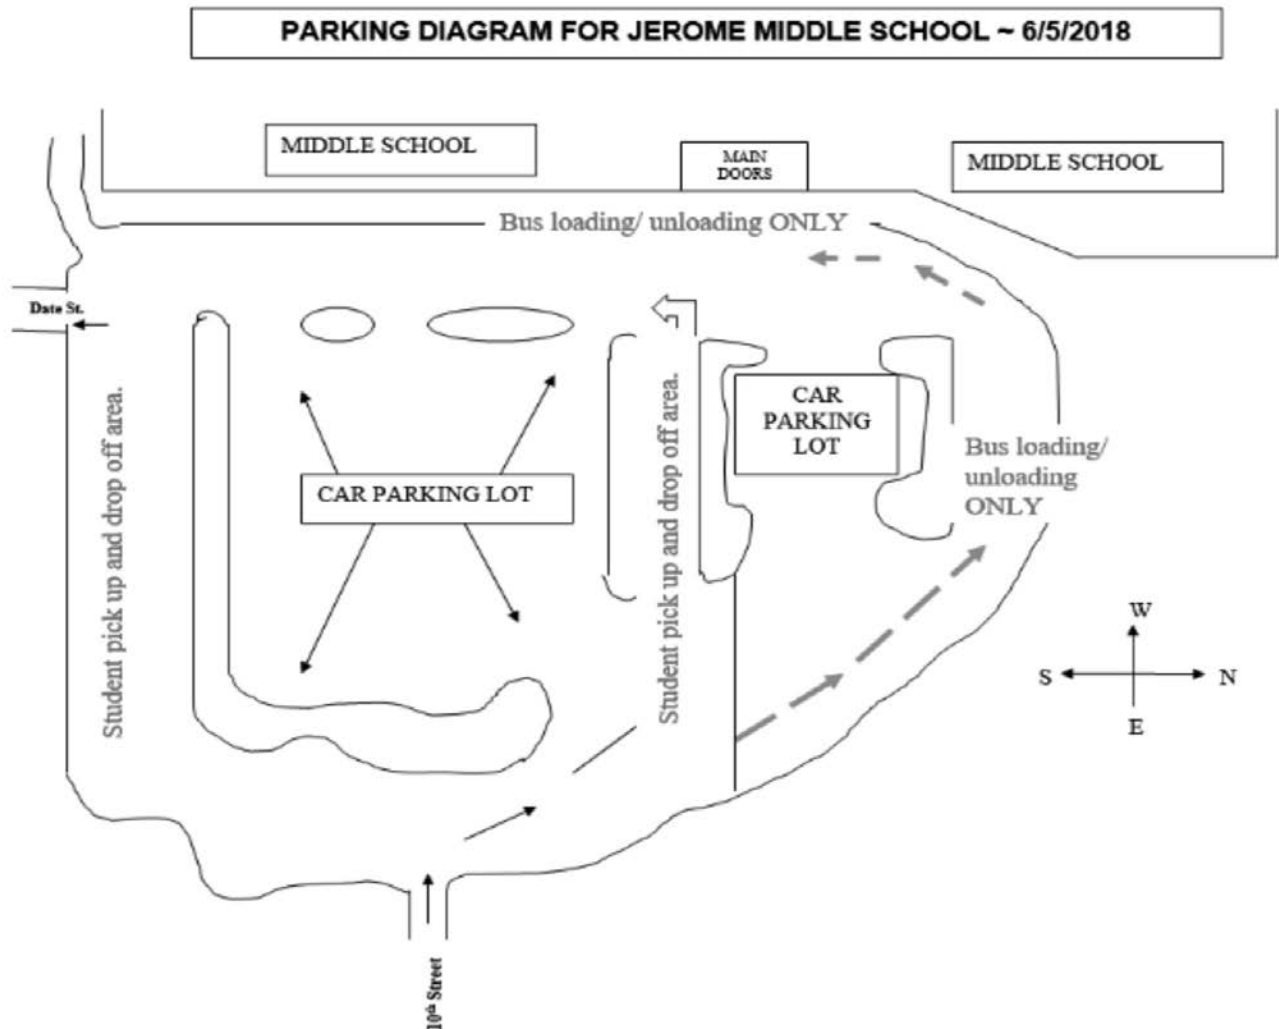 PARKING DIAGRAM FOR JEROME MIDDLE SCHOOL ~ 6/5/2018
MIDDLE SCHOOL
MAIN
DOORS
MIDDLE SCHOOL
Bus loading/ unloading ONLY
Date St.
Student pick up and drop off area.
CAR PARKING LOT
Student pick up and drop off area.
CAR
PARKING
LOT
Bus loading/
unloading
ONLY
W
S
N
E
10th Street